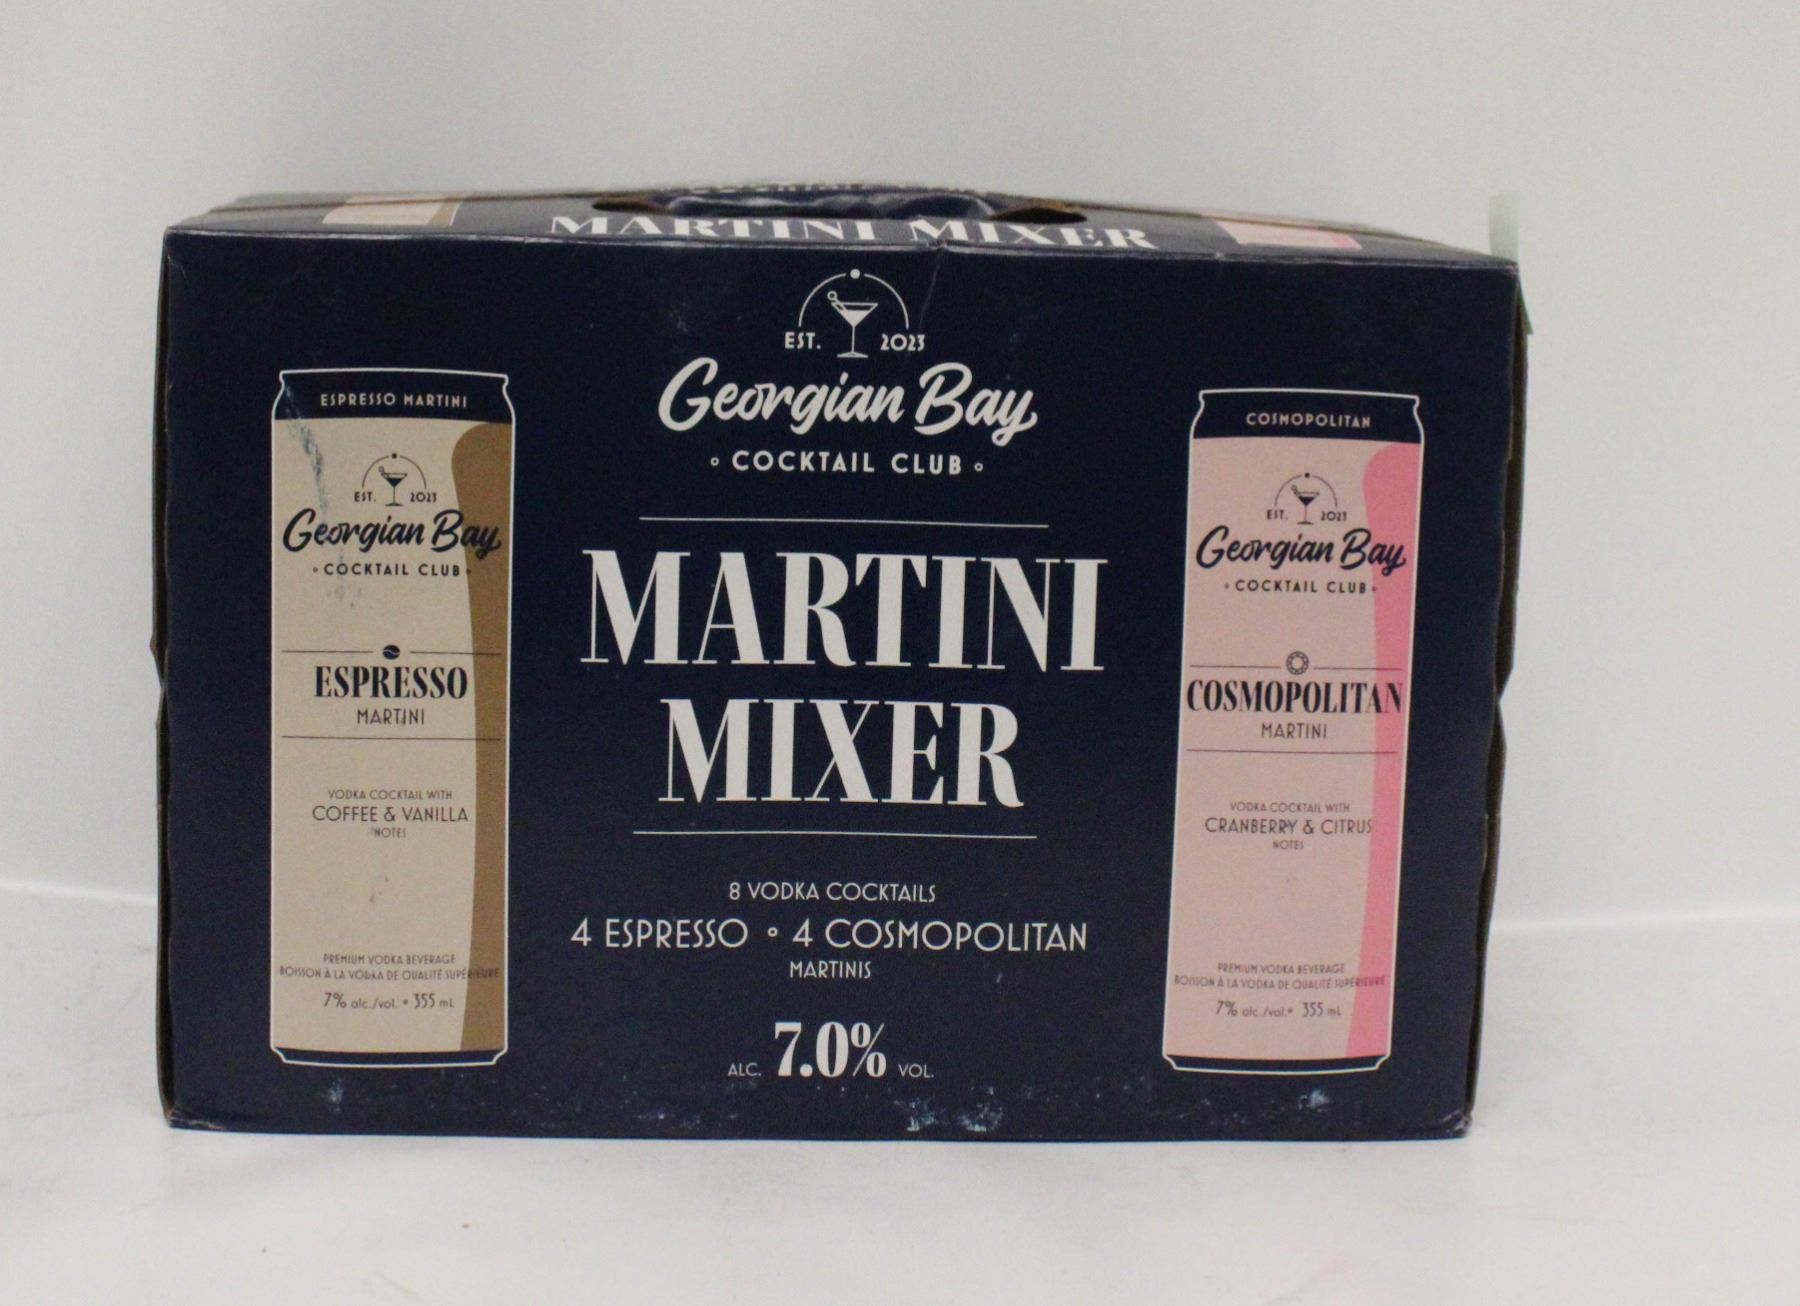 MARTINI MIXER
EST. 2023
Georgian Bay
COCKTAIL CLUB
MARTINI
MIXER
8 VODKA COCKTAILS
4 ESPRESSO • 4 COSMOPOLITAN
MARTINIS
ALC. 7.0% VOL.
ESPRESSO MARTINI
EST. 2023
Georgian Bay
COCKTAIL CLUB
ESPRESSO
MARTINI
VODKA COCKTAIL WITH
COFFEE & VANILLA
NOTES
PREMIUM VODKA BEVERAGE
BOISSON À LA VODKA DE QUALITÉ SUPÉRIEURE
7% alc./vol. • 355 mL
COSMOPOLITAN
EST. 2023
Georgian Bay
COCKTAIL CLUB
COSMOPOLITAN
MARTINI
VODKA COCKTAIL WITH
CRANBERRY & CITRUS
NOTES
PREMIUM VODKA BEVERAGE
BOISSON À LA VODKA DE QUALITÉ SUPÉRIEURE
7% alc./vol. • 355 mL